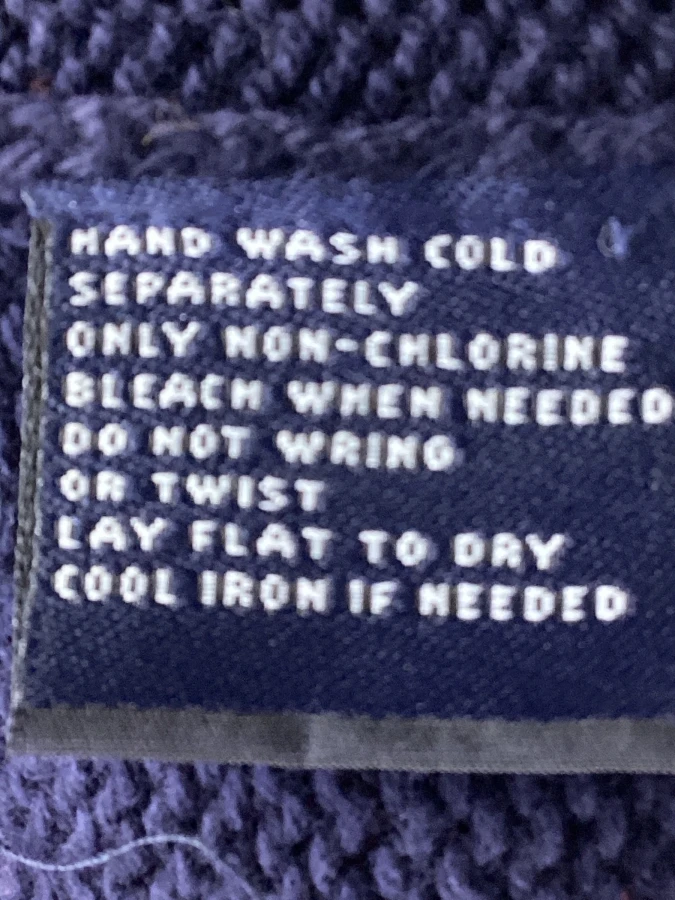 HAND WASH COLD
SEPARATELY
ONLY NON-CHLORINE
BLEACH WHEN NEEDED
DO NOT WRING
OR TWIST
LAY FLAT TO DRY
COOL IRON IF NEEDED